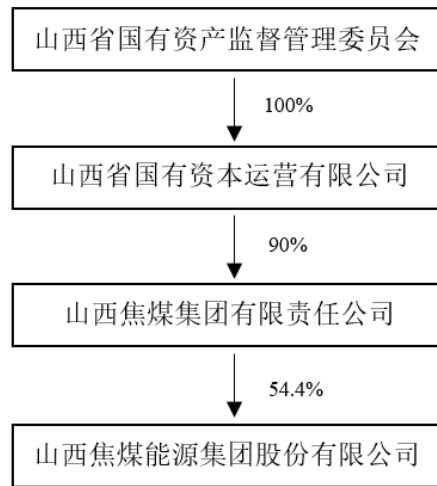 山西省国有资产监督管理委员会
100%
山西省国有资本运营有限公司
90%
山西焦煤集团有限责任公司
54.4%
山西焦煤能源集团股份有限公司